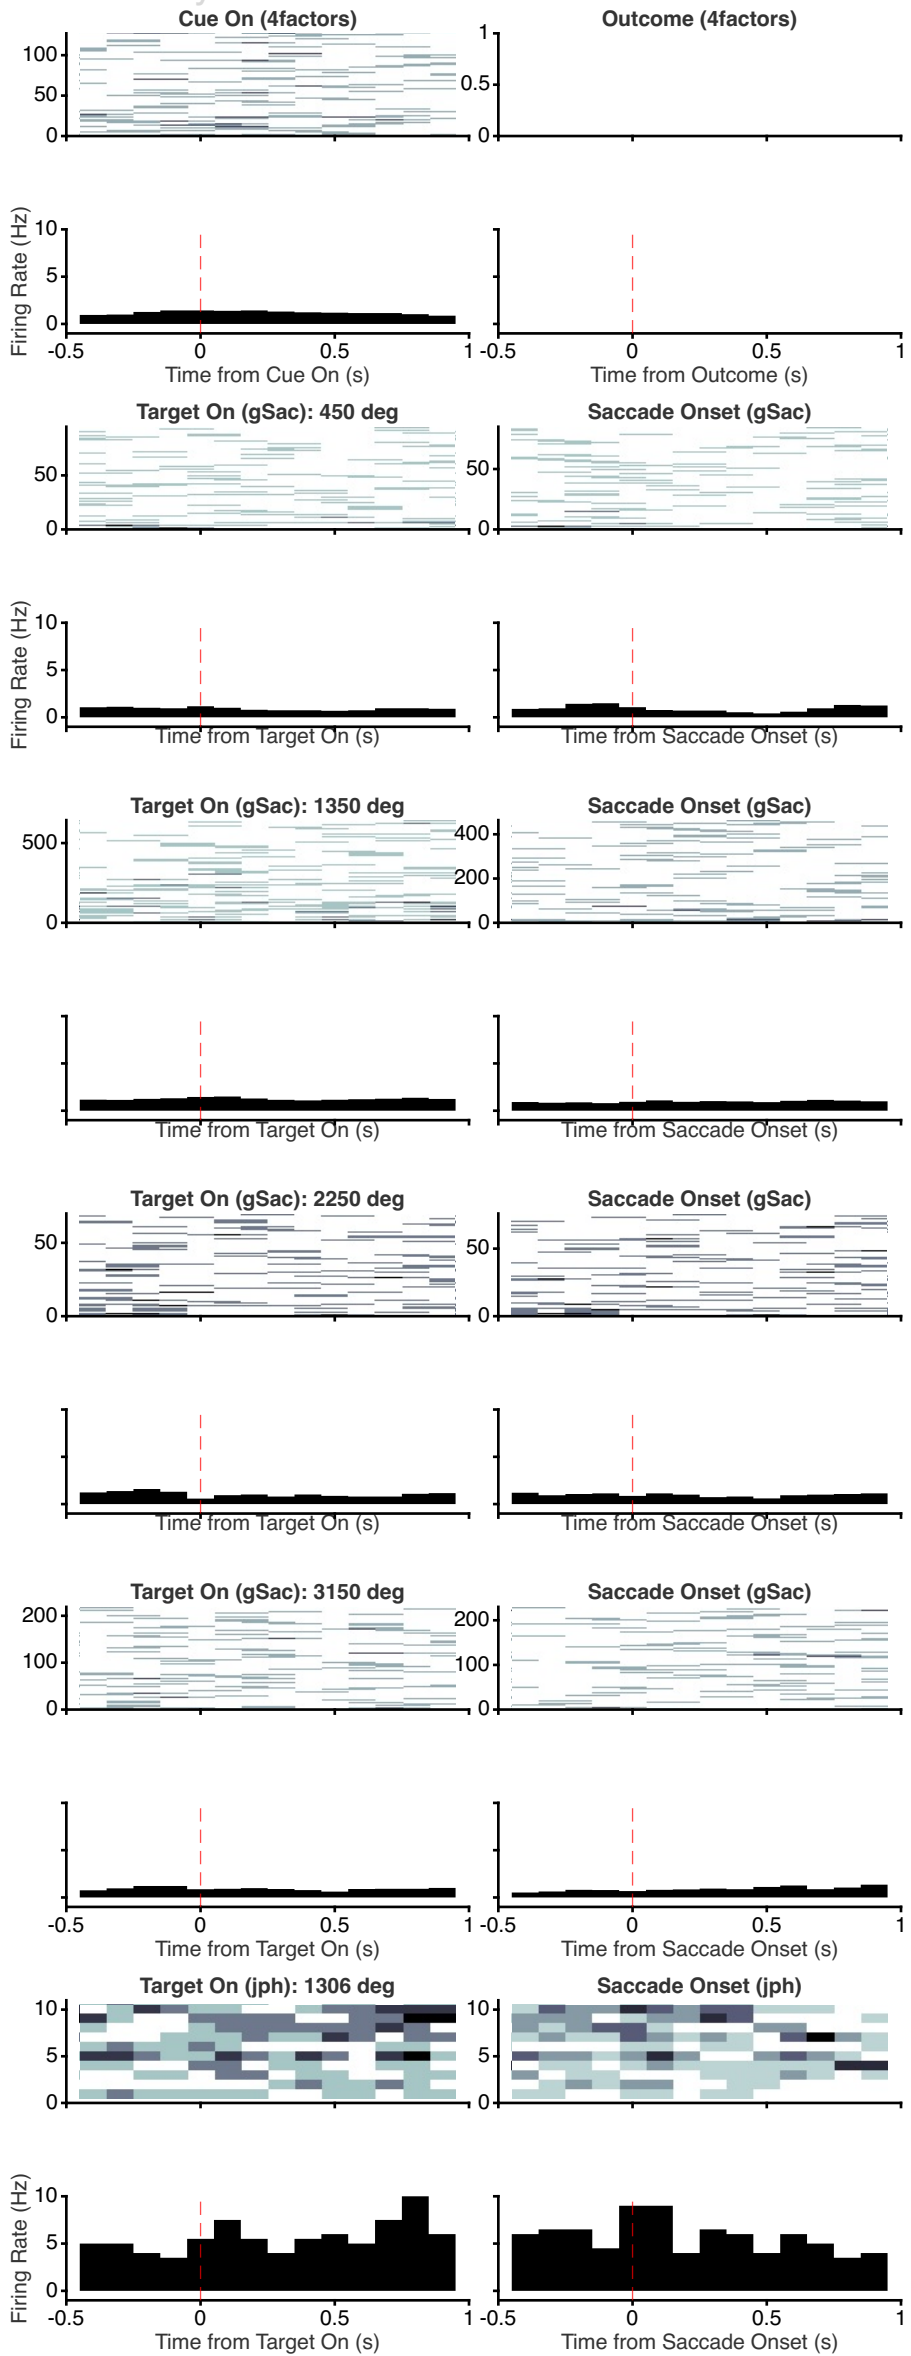 Cue On (4factors) Outcome (4factors)
100 1
50 0.5
0 0
Firing Rate (Hz)
10
5
0
-0.5 0 0.5 1 -0.5 0 0.5 1
Time from Cue On (s) Time from Outcome (s)
Target On (gSac): 450 deg Saccade Onset (gSac)
50 50
0 0
Firing Rate (Hz)
10
5
0
Time from Target On (s) Time from Saccade Onset (s)
Target On (gSac): 1350 deg Saccade Onset (gSac)
500 400
200
0 0
Time from Target On (s) Time from Saccade Onset (s)
Target On (gSac): 2250 deg Saccade Onset (gSac)
50 50
0 0
Time from Target On (s) Time from Saccade Onset (s)
Target On (gSac): 3150 deg Saccade Onset (gSac)
200 200
100 100
0 0
-0.5 0 0.5 1 -0.5 0 0.5 1
Time from Target On (s) Time from Saccade Onset (s)
Target On (jph): 1306 deg Saccade Onset (jph)
10 10
5 5
0 0
Firing Rate (Hz)
10
5
0
-0.5 0 0.5 1 -0.5 0 0.5 1
Time from Target On (s) Time from Saccade Onset (s)